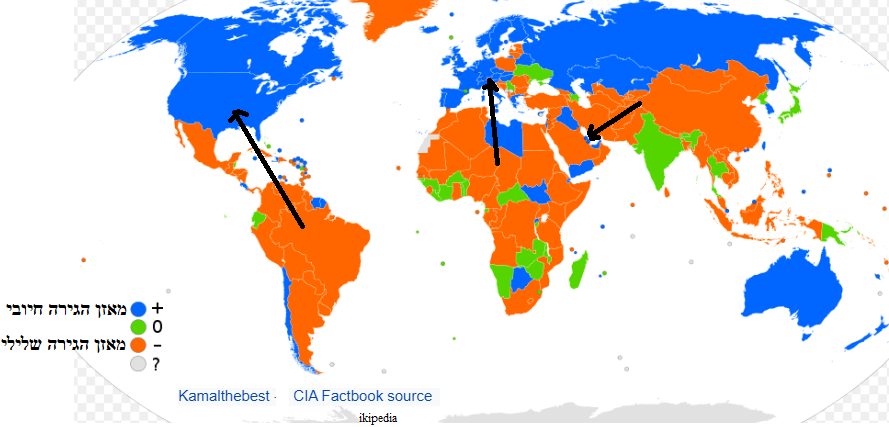 מאזן הגירה חיובי +
0
מאזן הגירה שלילי -
?
Kamalthebest · CIA Factbook source
ikipedia